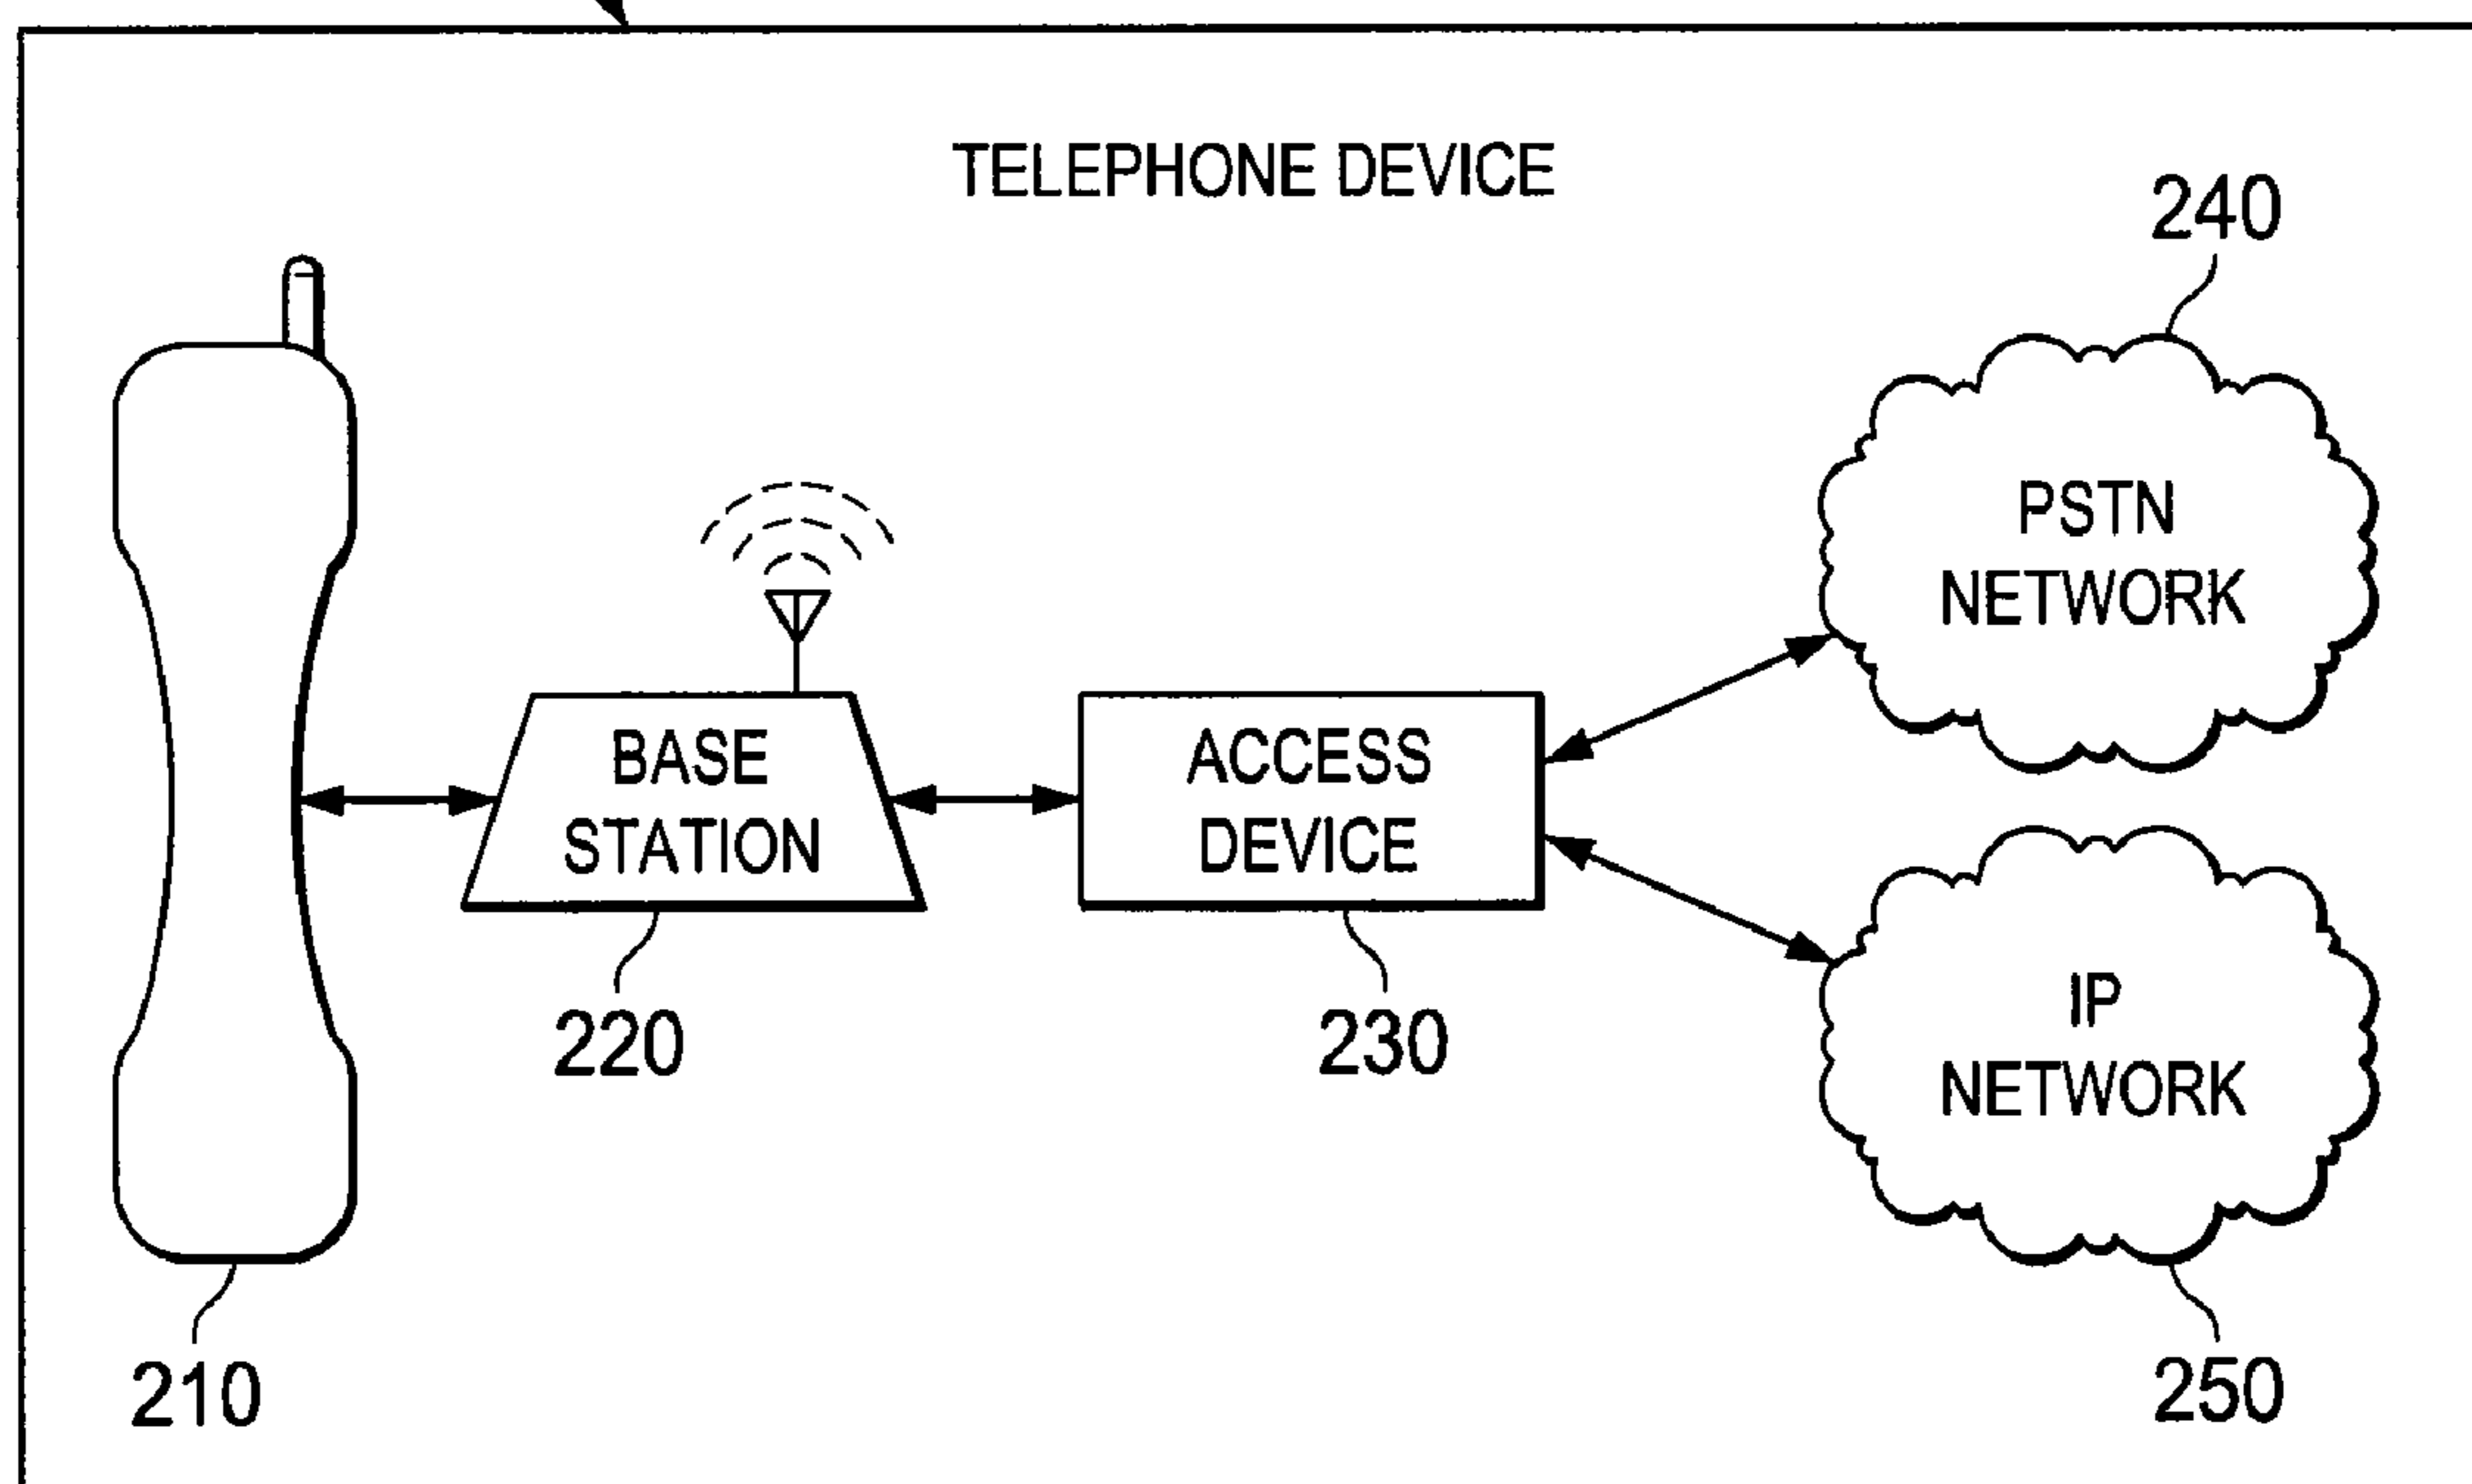 TELEPHONE DEVICE
240
PSTN
NETWORK
BASE
STATION
ACCESS
DEVICE
220
230
IP
NETWORK
210
250